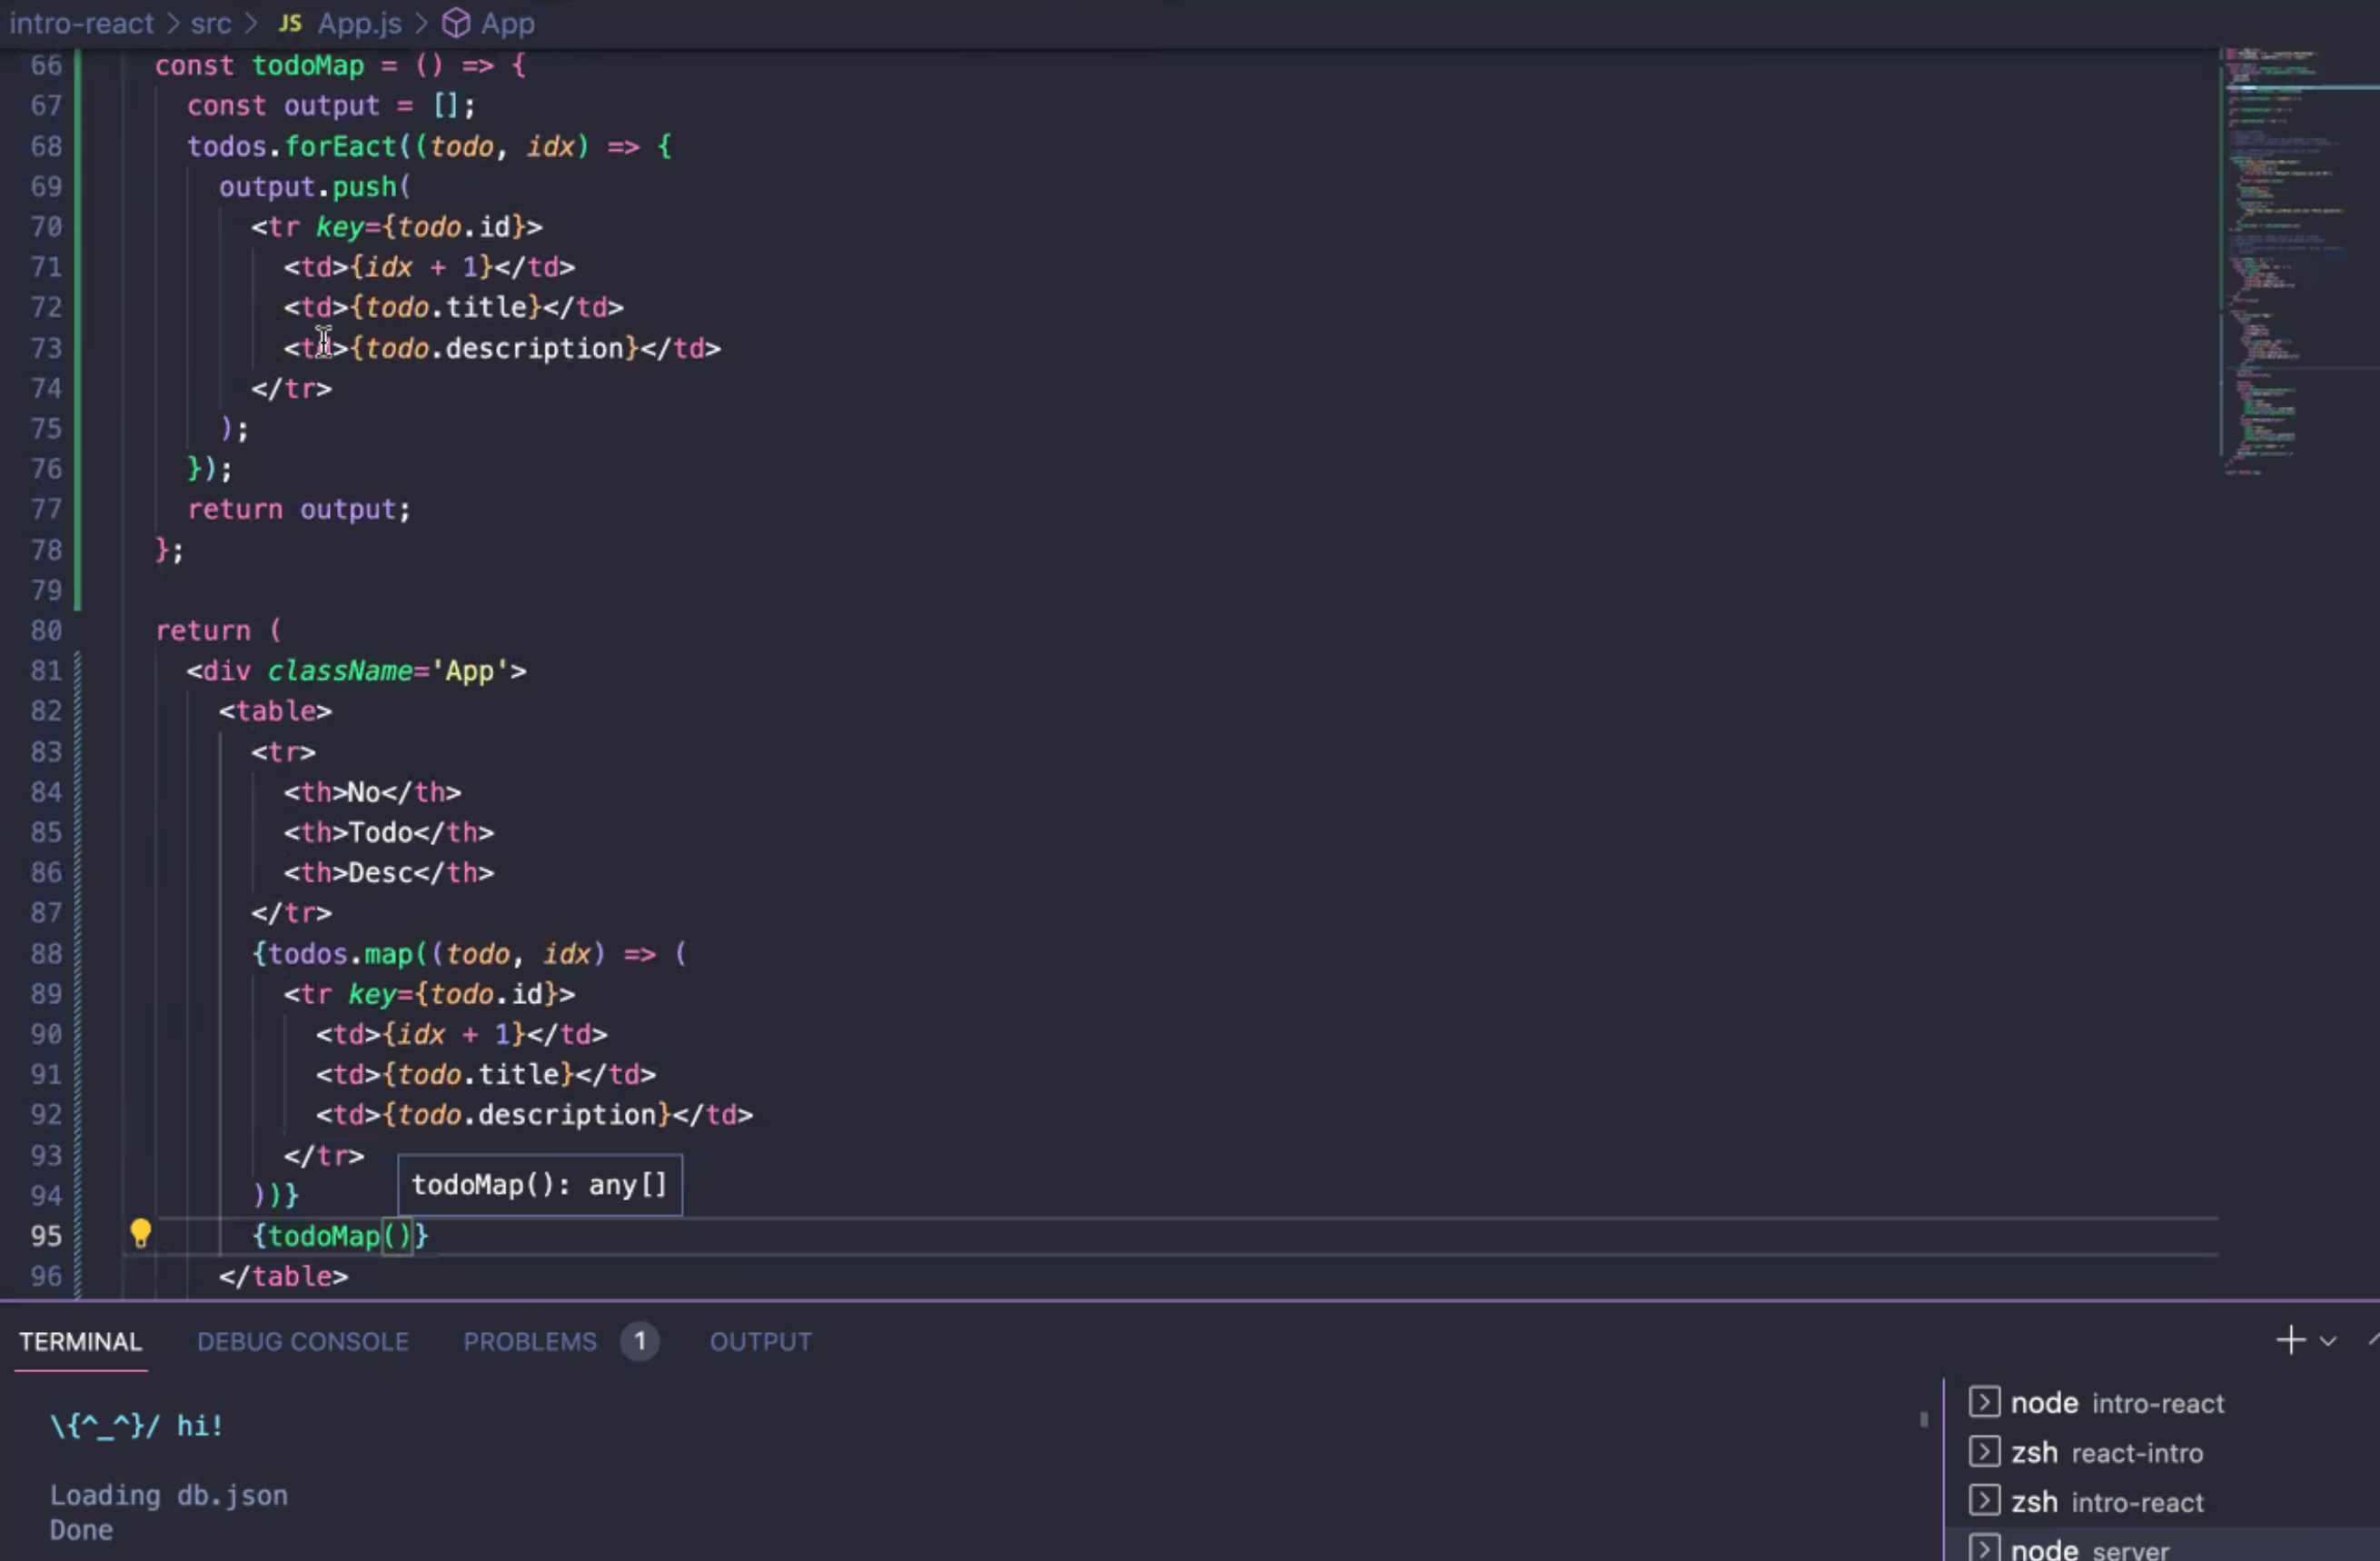 intro-react > src > JS App.js > App
66 const todoMap = () => {
67 const output = [];
68 todos.forEact((todo, idx) => {
69 output.push(
70 <tr key={todo.id}>
71 <td>{idx + 1}</td>
72 <td>{todo.title}</td>
73 <td>{todo.description}</td>
74 </tr>
75 );
76 });
77 return output;
78 };
79
80 return (
81 <div className='App'>
82 <table>
83 <tr>
84 <th>No</th>
85 <th>Todo</th>
86 <th>Desc</th>
87 </tr>
88 {todos.map((todo, idx) => (
89 <tr key={todo.id}>
90 <td>{idx + 1}</td>
91 <td>{todo.title}</td>
92 <td>{todo.description}</td>
93 </tr>
todoMap(): any[]
94 ))}
95 {todoMap()}
96 </table>
TERMINAL DEBUG CONSOLE PROBLEMS 1 OUTPUT
\{^_^}/ hi!
Loading db.json
Done
node intro-react
zsh react-intro
zsh intro-react
node server